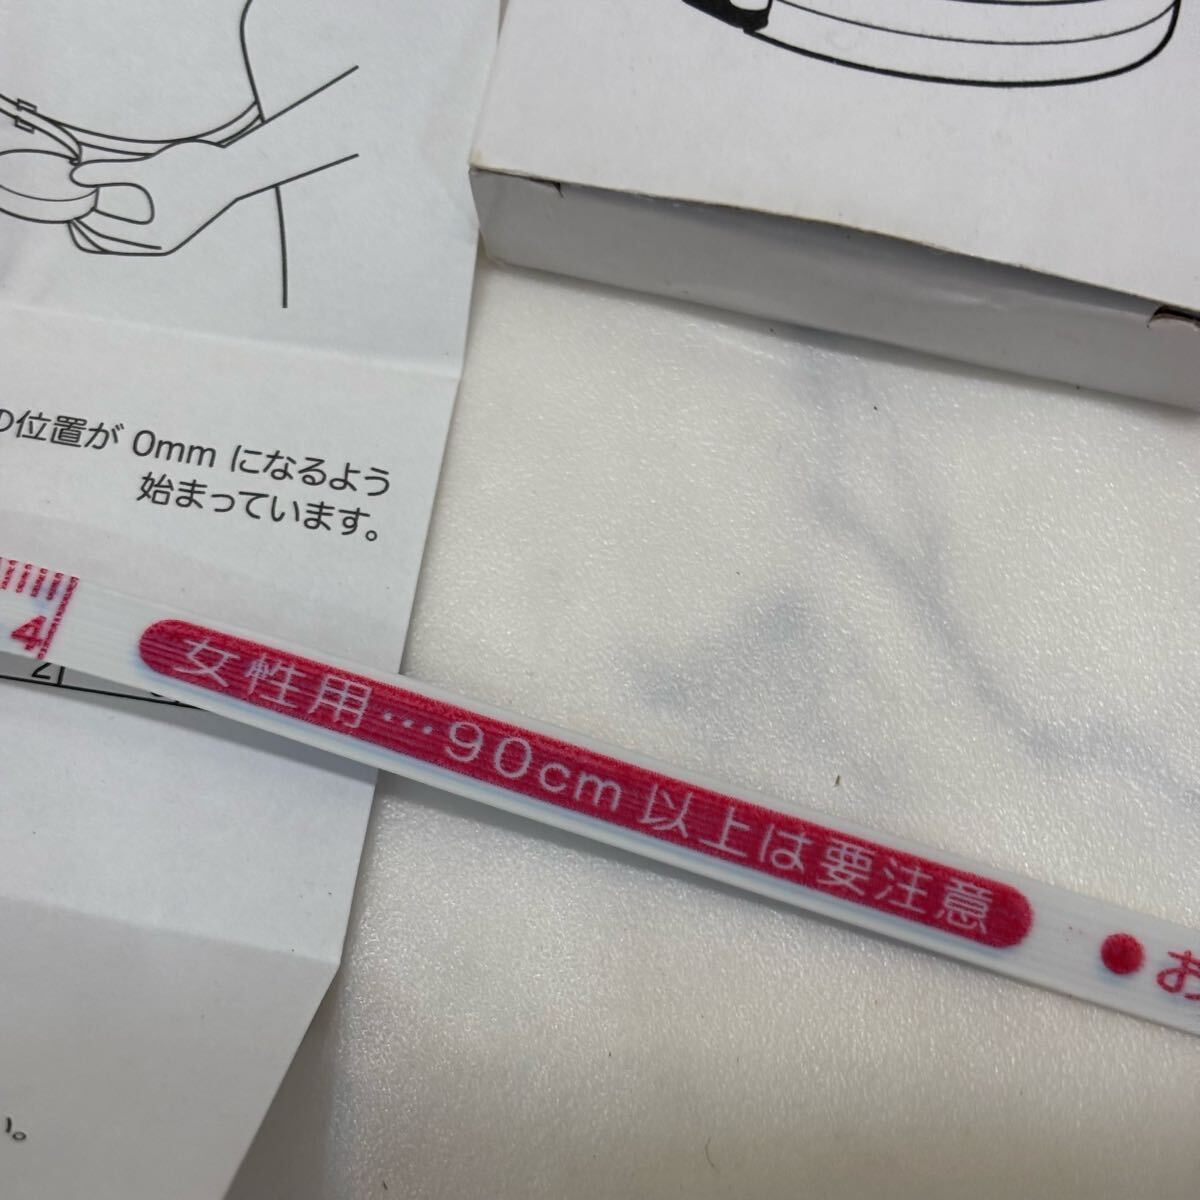 の位置が 0mm になるよう
始まっています。
4
2
女性用…90cm 以上は要注意
●お
い。